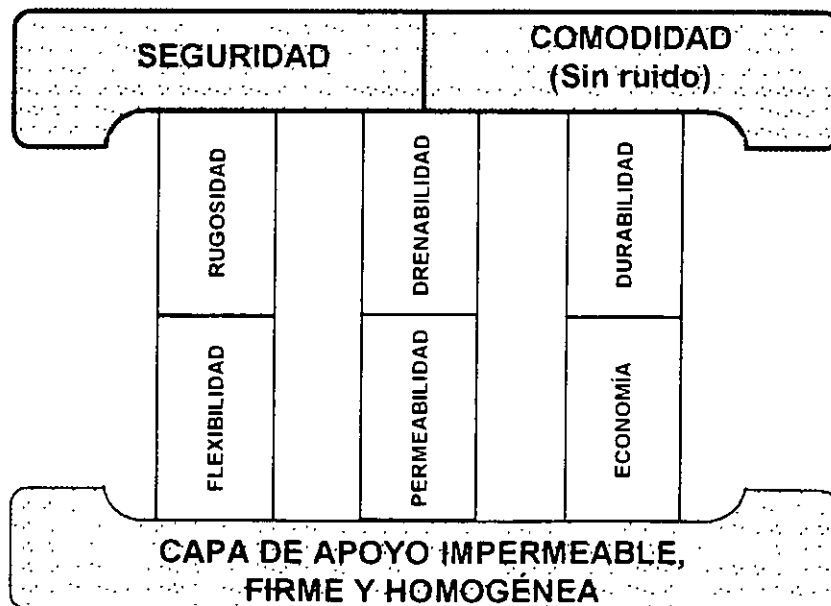 SEGURIDAD
COMODIDAD
(Sin ruido)
RUGOSIDAD
DRENABILIDAD
DURABILIDAD
FLEXIBILIDAD
PERMEABILIDAD
ECONOMÍA
CAPA DE APOYO IMPERMEABLE,
FIRME Y HOMOGÉNEA